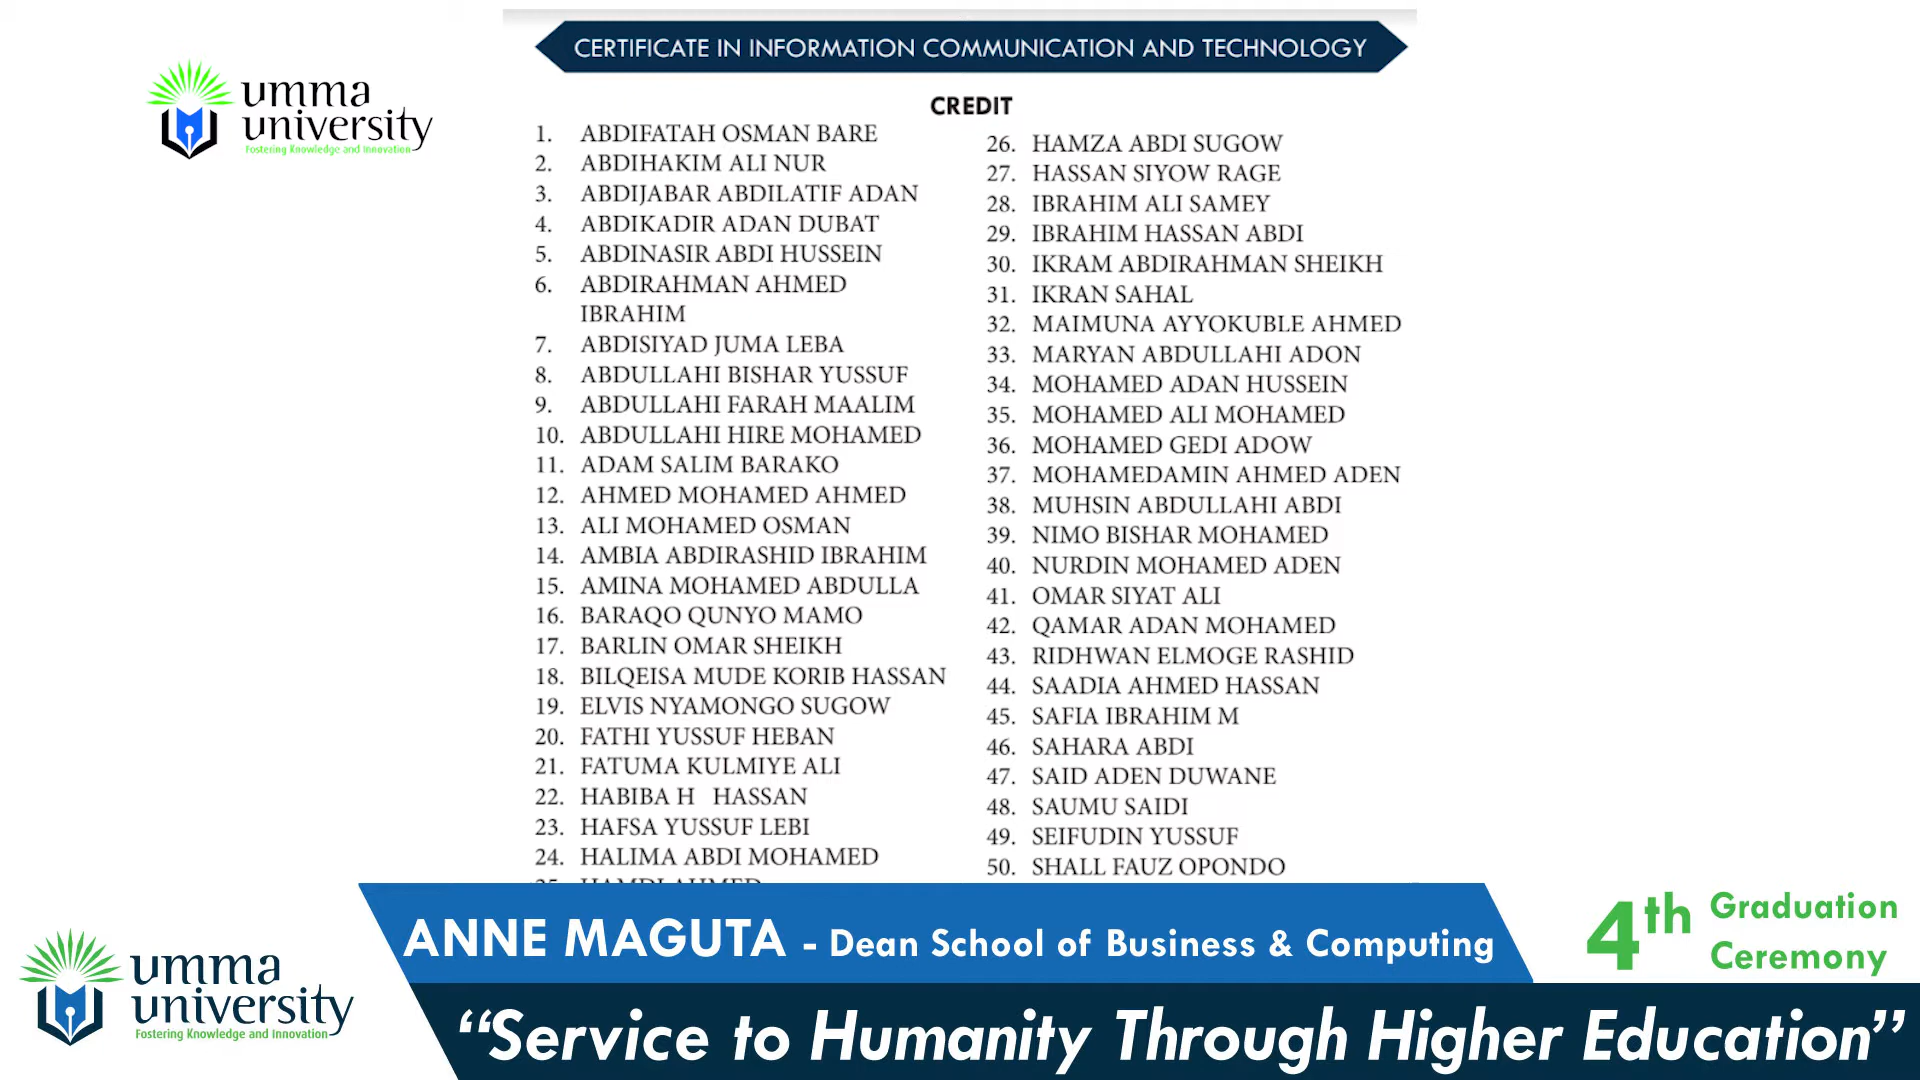 CERTIFICATE IN INFORMATION COMMUNICATION AND TECHNOLOGY
umma
university
Fostering Knowledge and Innovation
CREDIT
1. ABDIFATAH OSMAN BARE
2. ABDIHAKIM ALI NUR
3. ABDIJABAR ABDILATIF ADAN
4. ABDIKADIR ADAN DUBAT
5. ABDINASIR ABDI HUSSEIN
6. ABDIRAHMAN AHMED
IBRAHIM
7. ABDISIYAD JUMA LEBA
8. ABDULLAHI BISHAR YUSSUF
9. ABDULLAHI FARAH MAALIM
10. ABDULLAHI HIRE MOHAMED
11. ADAM SALIM BARAKO
12. AHMED MOHAMED AHMED
13. ALI MOHAMED OSMAN
14. AMBIA ABDIRASHID IBRAHIM
15. AMINA MOHAMED ABDULLA
16. BARAQO QUNYO MAMO
17. BARLIN OMAR SHEIKH
18. BILQEISA MUDE KORIB HASSAN
19. ELVIS NYAMONGO SUGOW
20. FATHI YUSSUF HEBAN
21. FATUMA KULMIYE ALI
22. HABIBA H HASSAN
23. HAFSA YUSSUF LEBI
24. HALIMA ABDI MOHAMED
25. HAMDI AHMED
26. HAMZA ABDI SUGOW
27. HASSAN SIYOW RAGE
28. IBRAHIM ALI SAMEY
29. IBRAHIM HASSAN ABDI
30. IKRAM ABDIRAHMAN SHEIKH
31. IKRAN SAHAL
32. MAIMUNA AYYOKUBLE AHMED
33. MARYAN ABDULLAHI ADON
34. MOHAMED ADAN HUSSEIN
35. MOHAMED ALI MOHAMED
36. MOHAMED GEDI ADOW
37. MOHAMEDAMIN AHMED ADEN
38. MUHSIN ABDULLAHI ABDI
39. NIMO BISHAR MOHAMED
40. NURDIN MOHAMED ADEN
41. OMAR SIYAT ALI
42. QAMAR ADAN MOHAMED
43. RIDHWAN ELMOGE RASHID
44. SAADIA AHMED HASSAN
45. SAFIA IBRAHIM M
46. SAHARA ABDI
47. SAID ADEN DUWANE
48. SAUMU SAIDI
49. SEIFUDIN YUSSUF
50. SHALL FAUZ OPONDO
ANNE MAGUTA - Dean School of Business & Computing
4th Graduation
Ceremony
umma
university
Fostering Knowledge and Innovation
“Service to Humanity Through Higher Education”